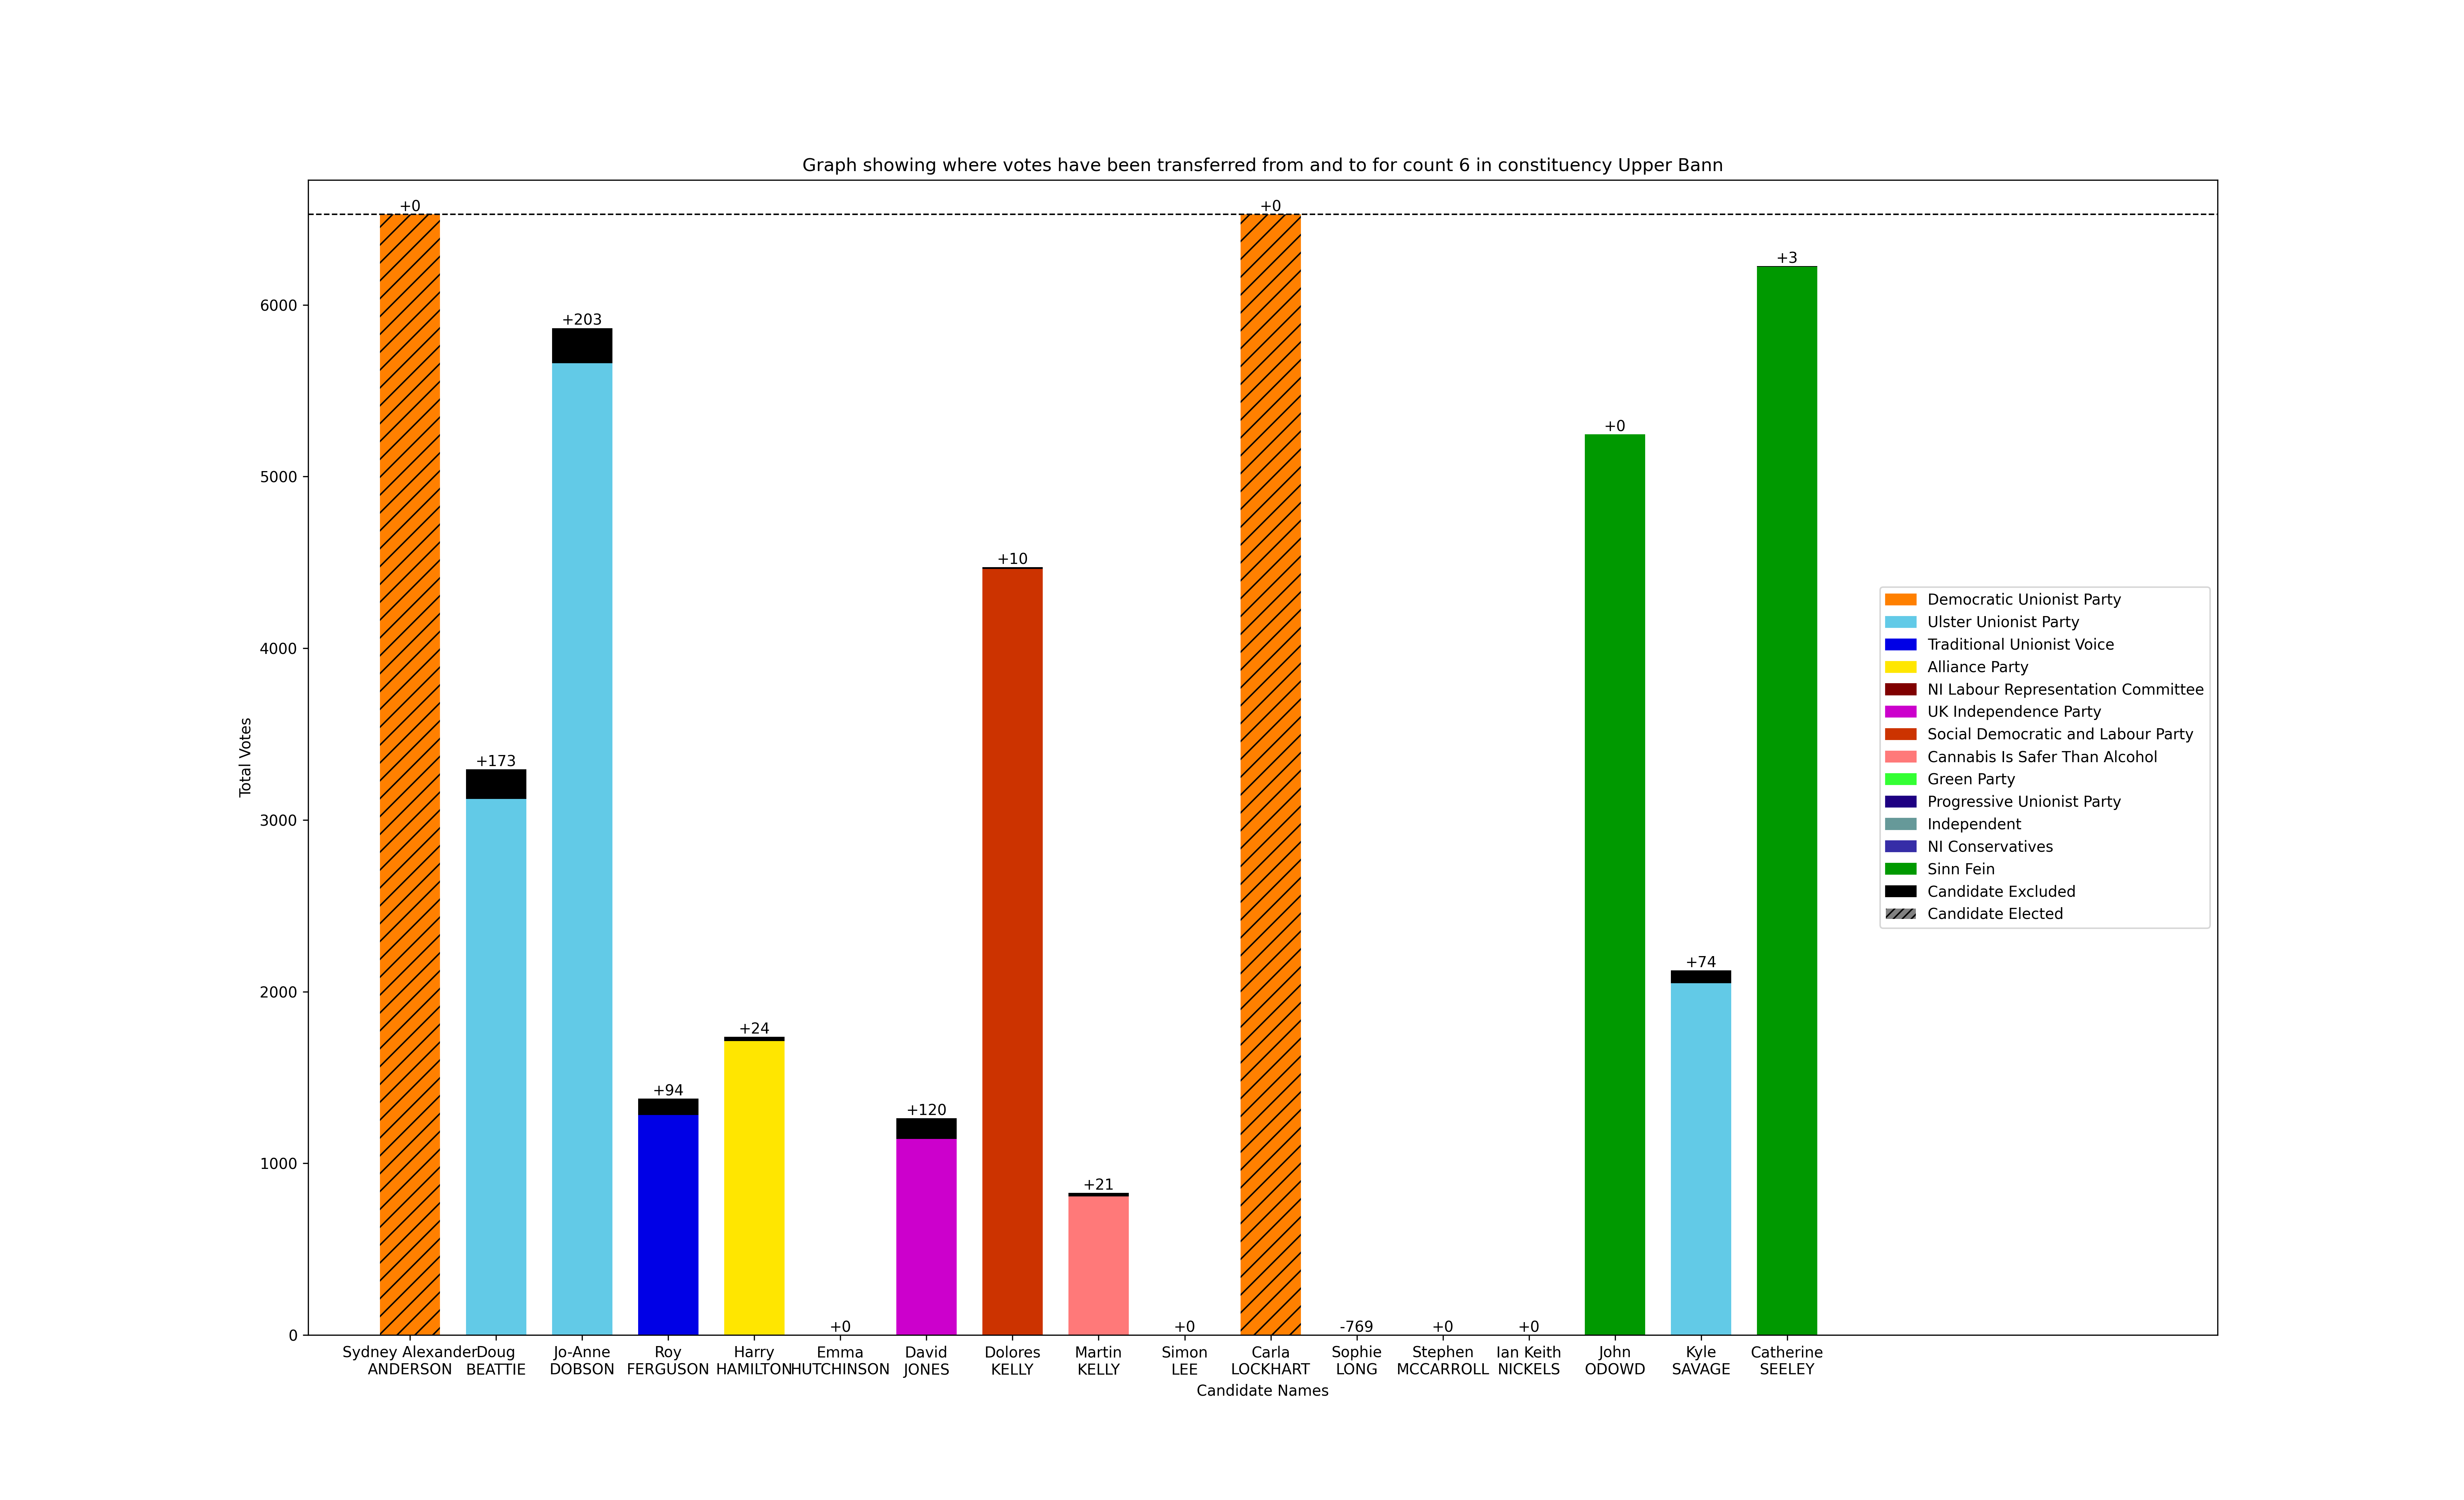 Graph showing where votes have been transferred from and to for count 6 in constituency Upper Bann
Total Votes
6000
5000
4000
3000
2000
1000
0
+0
+173
+203
+94
+24
+0
+120
+10
+21
+0
+0
-769
+0
+0
+0
+74
+3
Sydney Alexander
ANDERSON
Doug
BEATTIE
Jo-Anne
DOBSON
Roy
FERGUSON
Harry
HAMILTON
Emma
HUTCHINSON
David
JONES
Dolores
KELLY
Martin
KELLY
Simon
LEE
Carla
LOCKHART
Sophie
LONG
Stephen
MCCARROLL
Ian Keith
NICKELS
John
ODOWD
Kyle
SAVAGE
Catherine
SEELEY
Candidate Names
Democratic Unionist Party
Ulster Unionist Party
Traditional Unionist Voice
Alliance Party
NI Labour Representation Committee
UK Independence Party
Social Democratic and Labour Party
Cannabis Is Safer Than Alcohol
Green Party
Progressive Unionist Party
Independent
NI Conservatives
Sinn Fein
Candidate Excluded
Candidate Elected